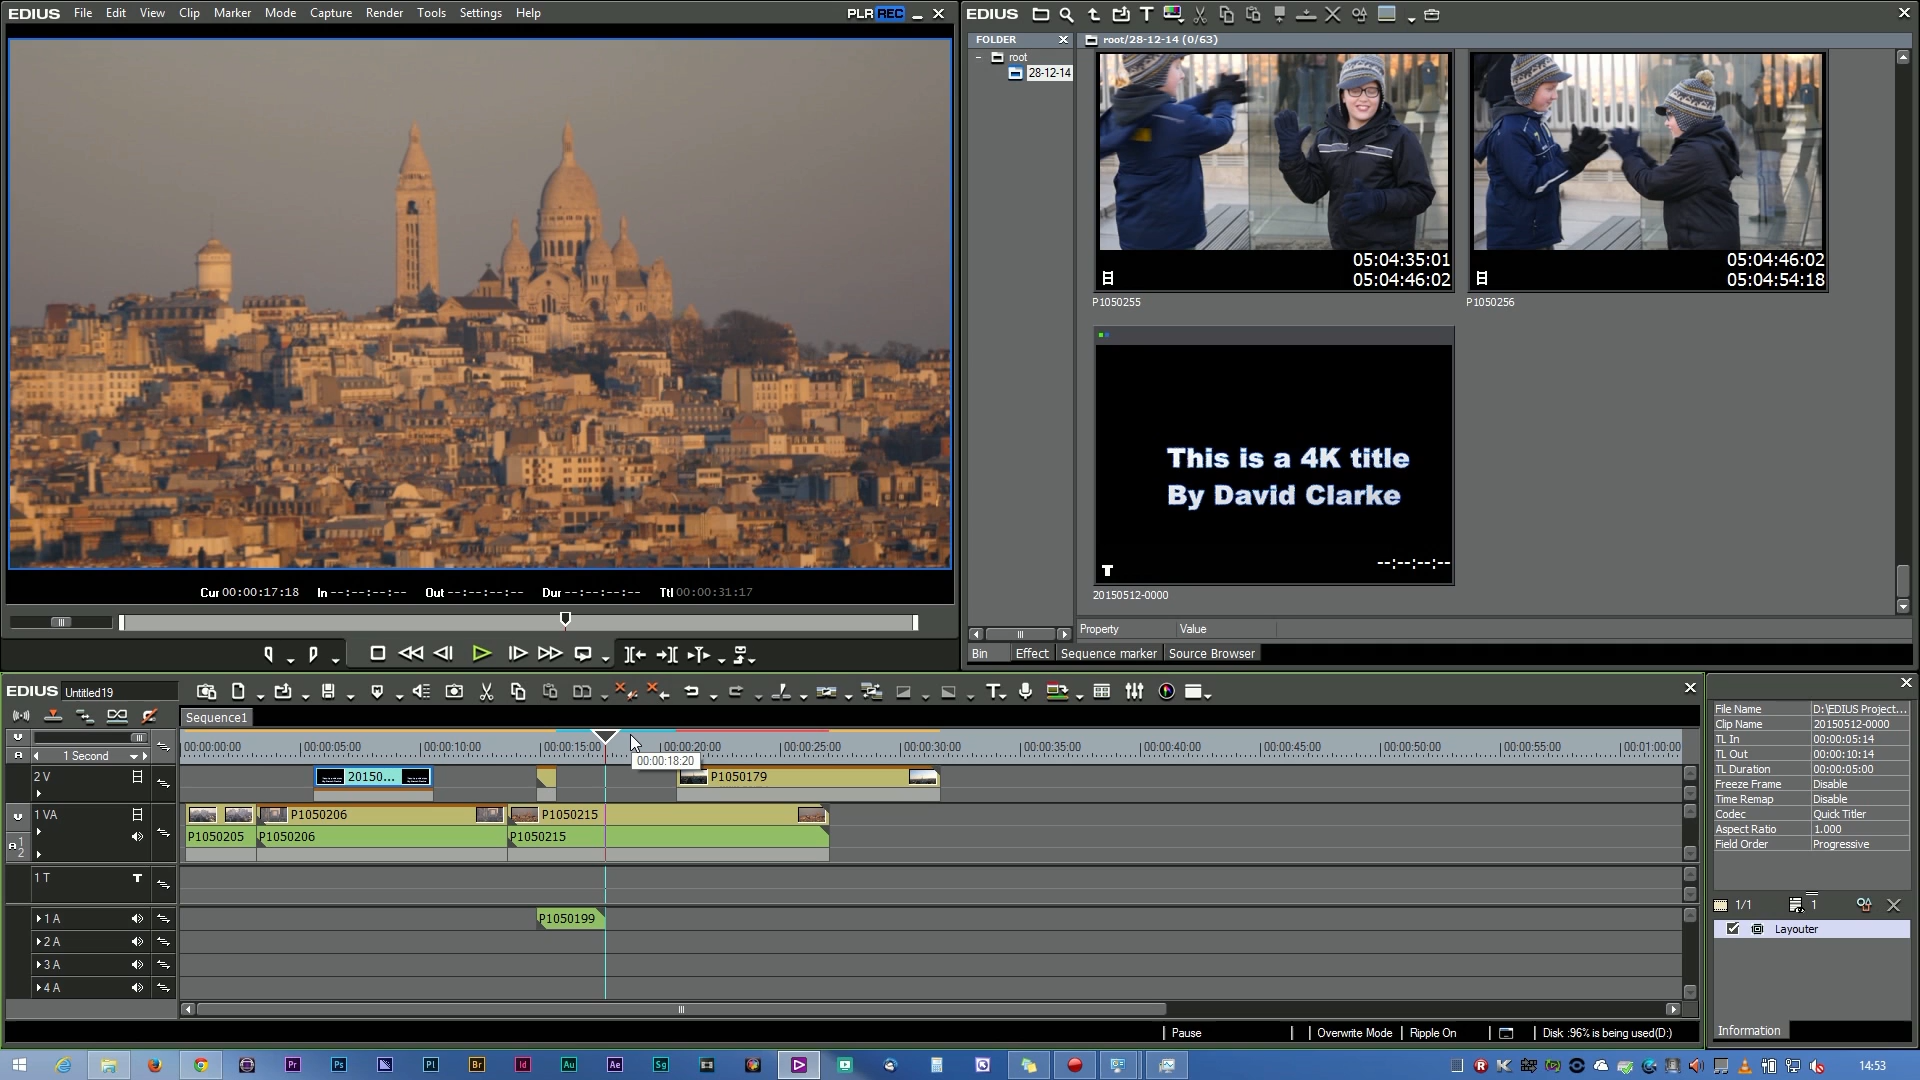 EDIUS File Edit View Clip Marker Mode Capture Render Tools Settings Help PLR REC
Cur 00:00:17:18 In --:--:--:-- Out --:--:--:-- Dur --:--:--:-- Ttl 00:00:31:17
EDIUS
FOLDER
root
28-12-14
root/28-12-14 (0/63)
05:04:35:01
05:04:46:02
P1050255
05:04:46:02
05:04:54:18
P1050256
This is a 4K title
By David Clarke
--:--:--:--
T
20150512-0000
Property Value
Bin Effect Sequence marker Source Browser
EDIUS Untitled19
Sequence1
1 Second
00:00:00:00 00:00:05:00 00:00:10:00 00:00:15:00 00:00:20:00 00:00:25:00 00:00:30:00 00:00:35:00 00:00:40:00 00:00:45:00 00:00:50:00 00:00:55:00 00:01:00:00
00:00:18:20
2 V 20150... P1050179
1 VA P1050206 P1050215
P1050205 P1050206 P1050215
1 T T
1 A P1050199
2 A
3 A
4 A
Pause Overwrite Mode Ripple On Disk :96% is being used(D:)
File Name D:\EDIUS Project...
Clip Name 20150512-0000
TL In 00:00:05:14
TL Out 00:00:10:14
TL Duration 00:00:05:00
Freeze Frame Disable
Time Remap Disable
Codec Quick Titler
Aspect Ratio 1.000
Field Order Progressive
1/1 1
Layouter
Information
Pr Ps Pl Br Id Au Ae Sg
14:53